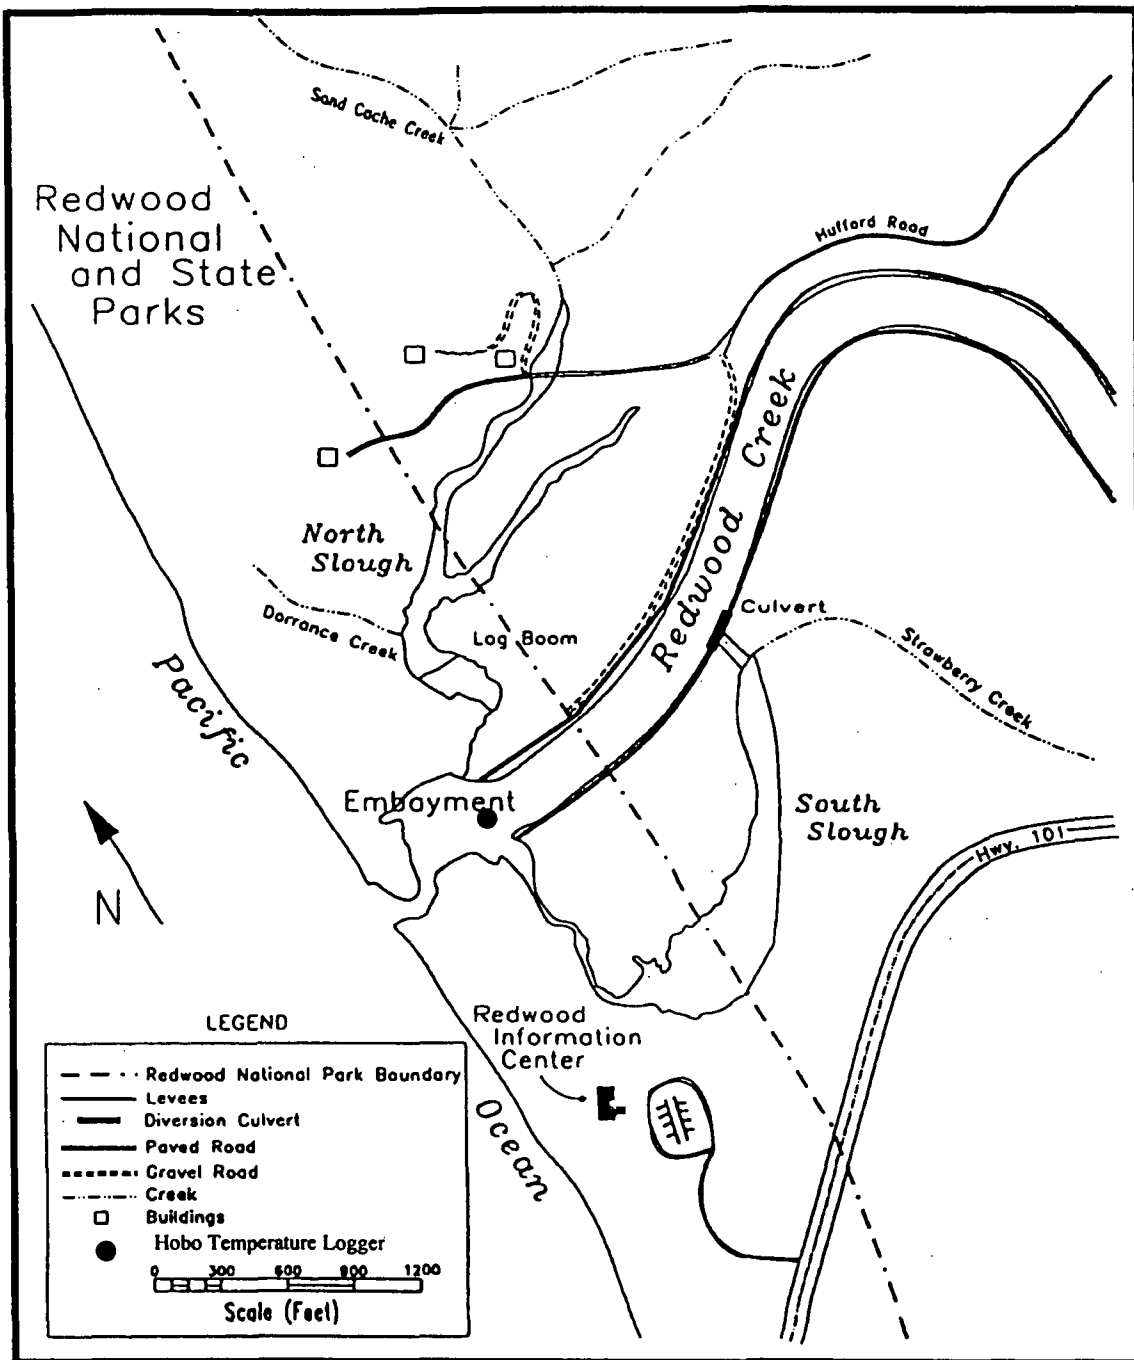 Sand Cache Creek
Redwood
National
and State
Parks
Hufford Road
Redwood Creek
North
Slough
Dorrance Creek
Log Boom
Culvert
Strawberry Creek
Pacific
Embayment
South
Slough
Hwy. 101
N
Redwood
Information
Center
Ocean
LEGEND
Redwood National Park Boundary
Levees
Diversion Culvert
Paved Road
Gravel Road
Creek
Buildings
Hobo Temperature Logger
0 300 600 900 1200
Scale (Feet)